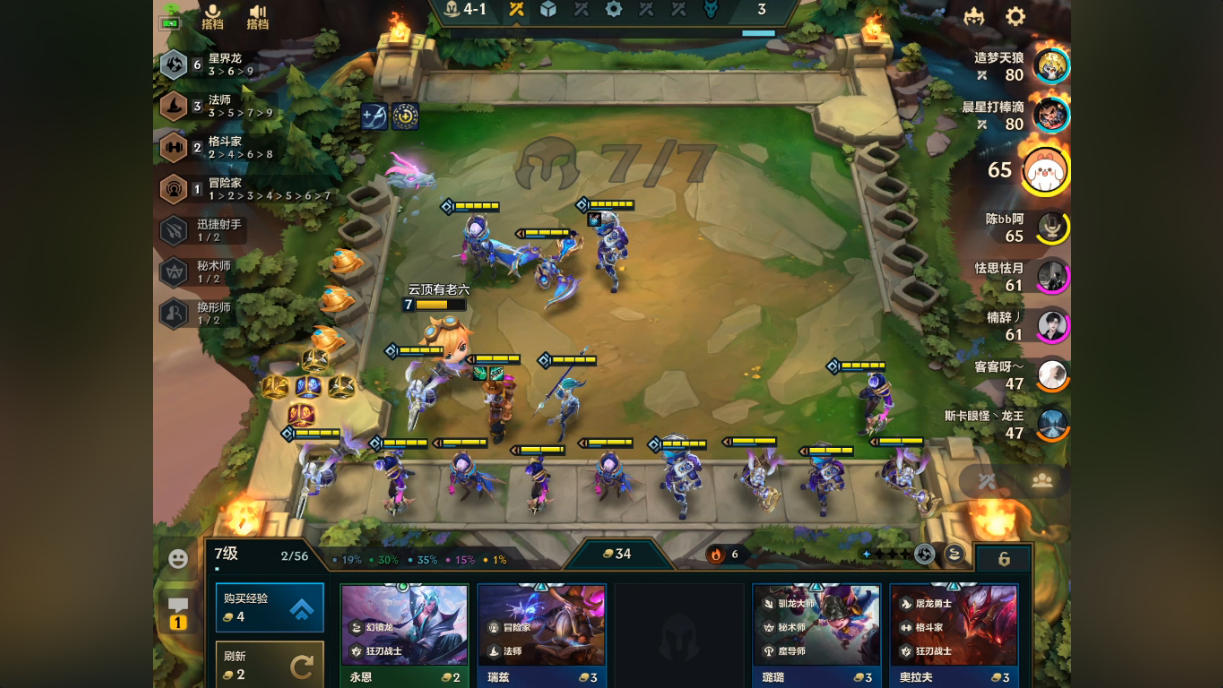 搭档
搭档
4-1
3
6 星界龙
3 > 6 > 9
3 法师
3 > 5 > 7 > 9
2 格斗家
2 > 4 > 6 > 8
1 冒险家
1 > 2 > 3 > 4 > 5 > 6 > 7
迅捷射手
1 / 2
秘术师
1 / 2
换形师
1 / 2
7/7
云顶有老六
7
造梦天狼
80
晨星打棒滴
80
65
陈bb阿
65
怯思怯月
61
楠辞丿
61
客客呀～
47
斯卡眼怪丶龙王
47
7级
2/56
19%
30%
35%
15%
1%
34
6
购买经验
4
刷新
2
1
幻镜龙
狂刃战士
永恩
2
冒险家
法师
瑞兹
3
驯龙大师
秘术师
魔导师
璐璐
3
屠龙勇士
格斗家
狂刃战士
奥拉夫
3